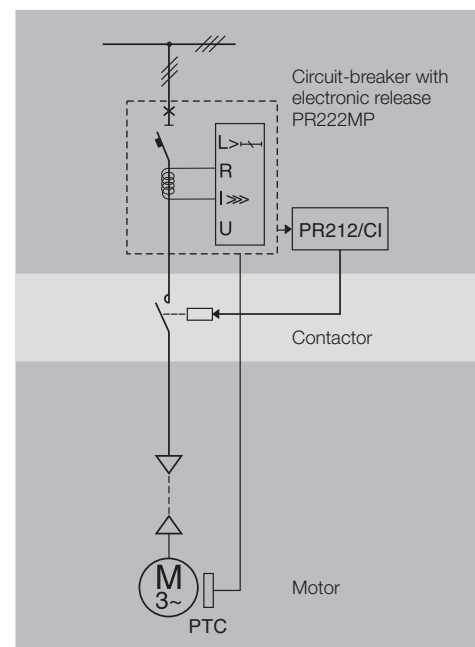 Circuit-breaker with
electronic release
PR222MP
L>
R
I>>>
U
PR212/CI
Contactor
M
3~
Motor
PTC